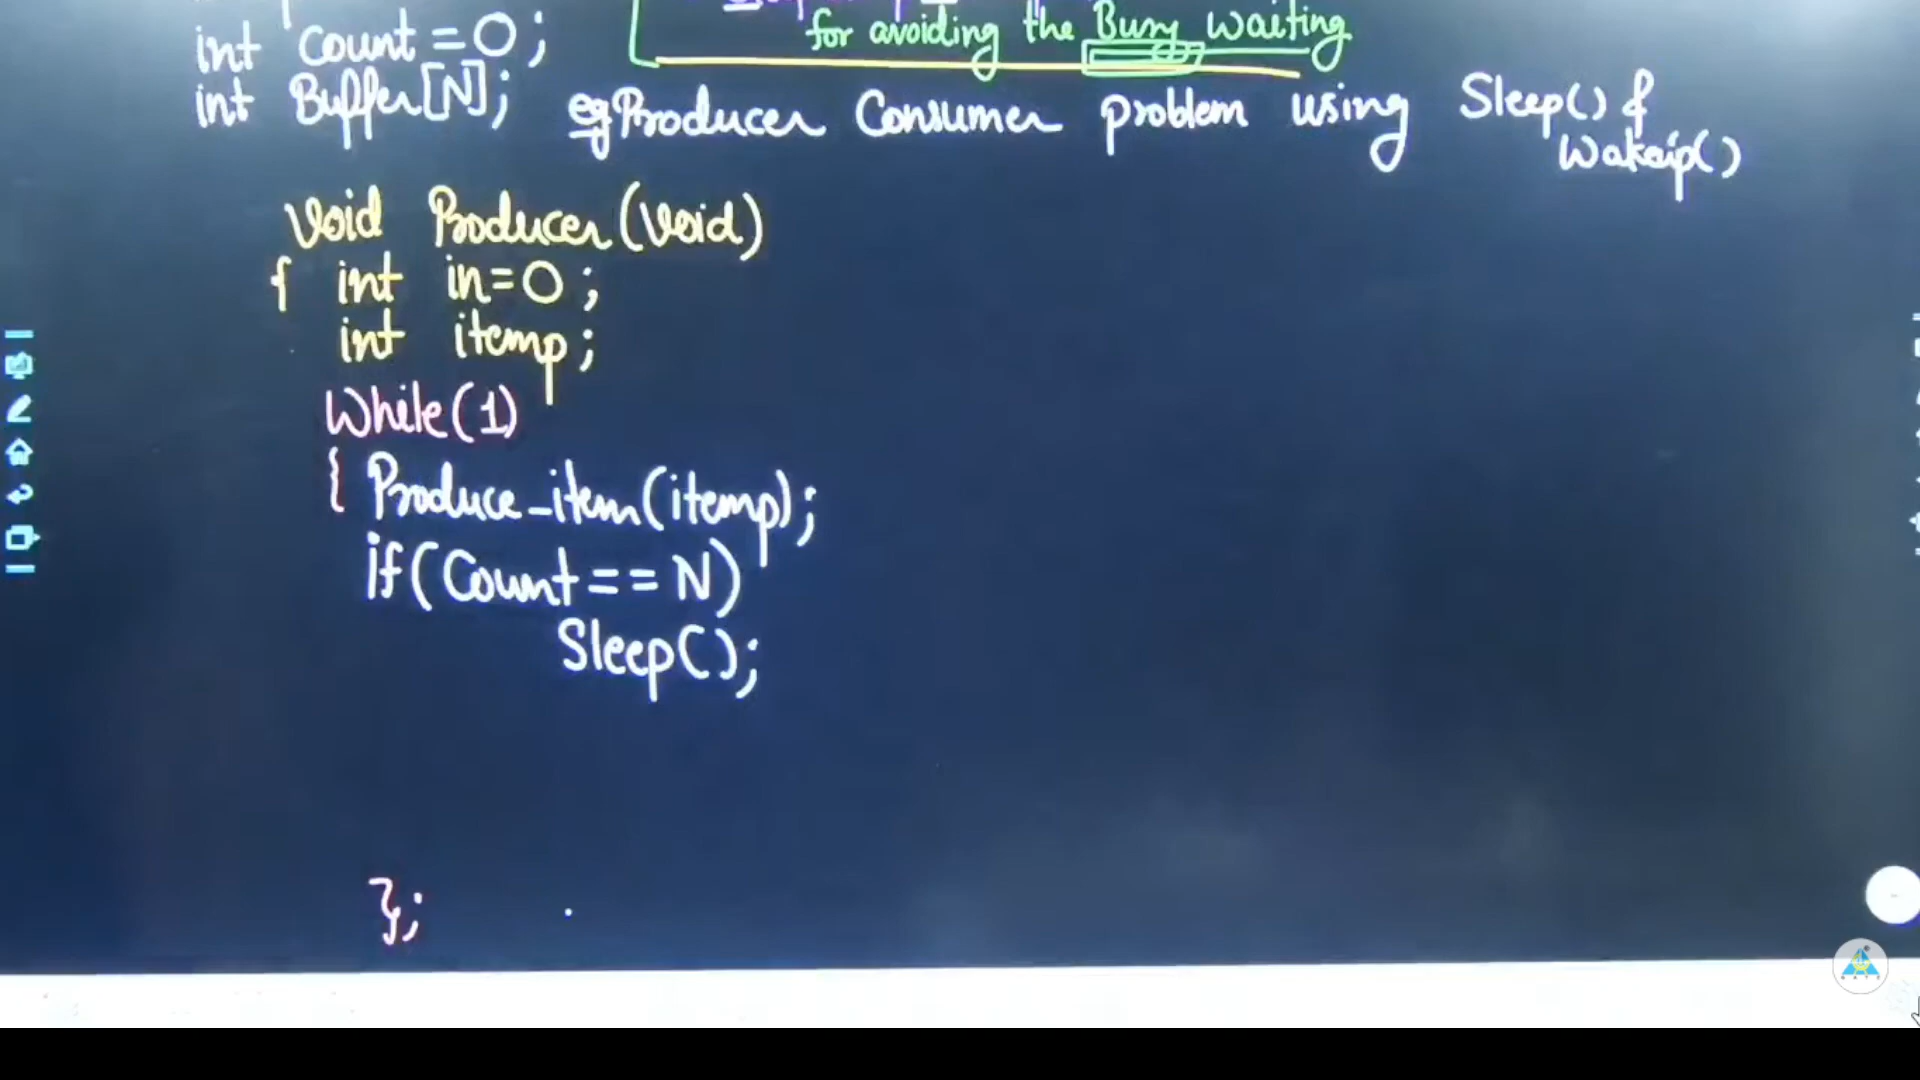 int Count = 0 ;
for avoiding the Busy Waiting
int Buffer[N];
eg Producer Consumer problem using Sleep() &
Wakeup()
Void Producer (Void)
{ int in = 0 ;
int itemp ;
While (1)
{ Produce_item(itemp);
if ( Count == N )
Sleep();
};